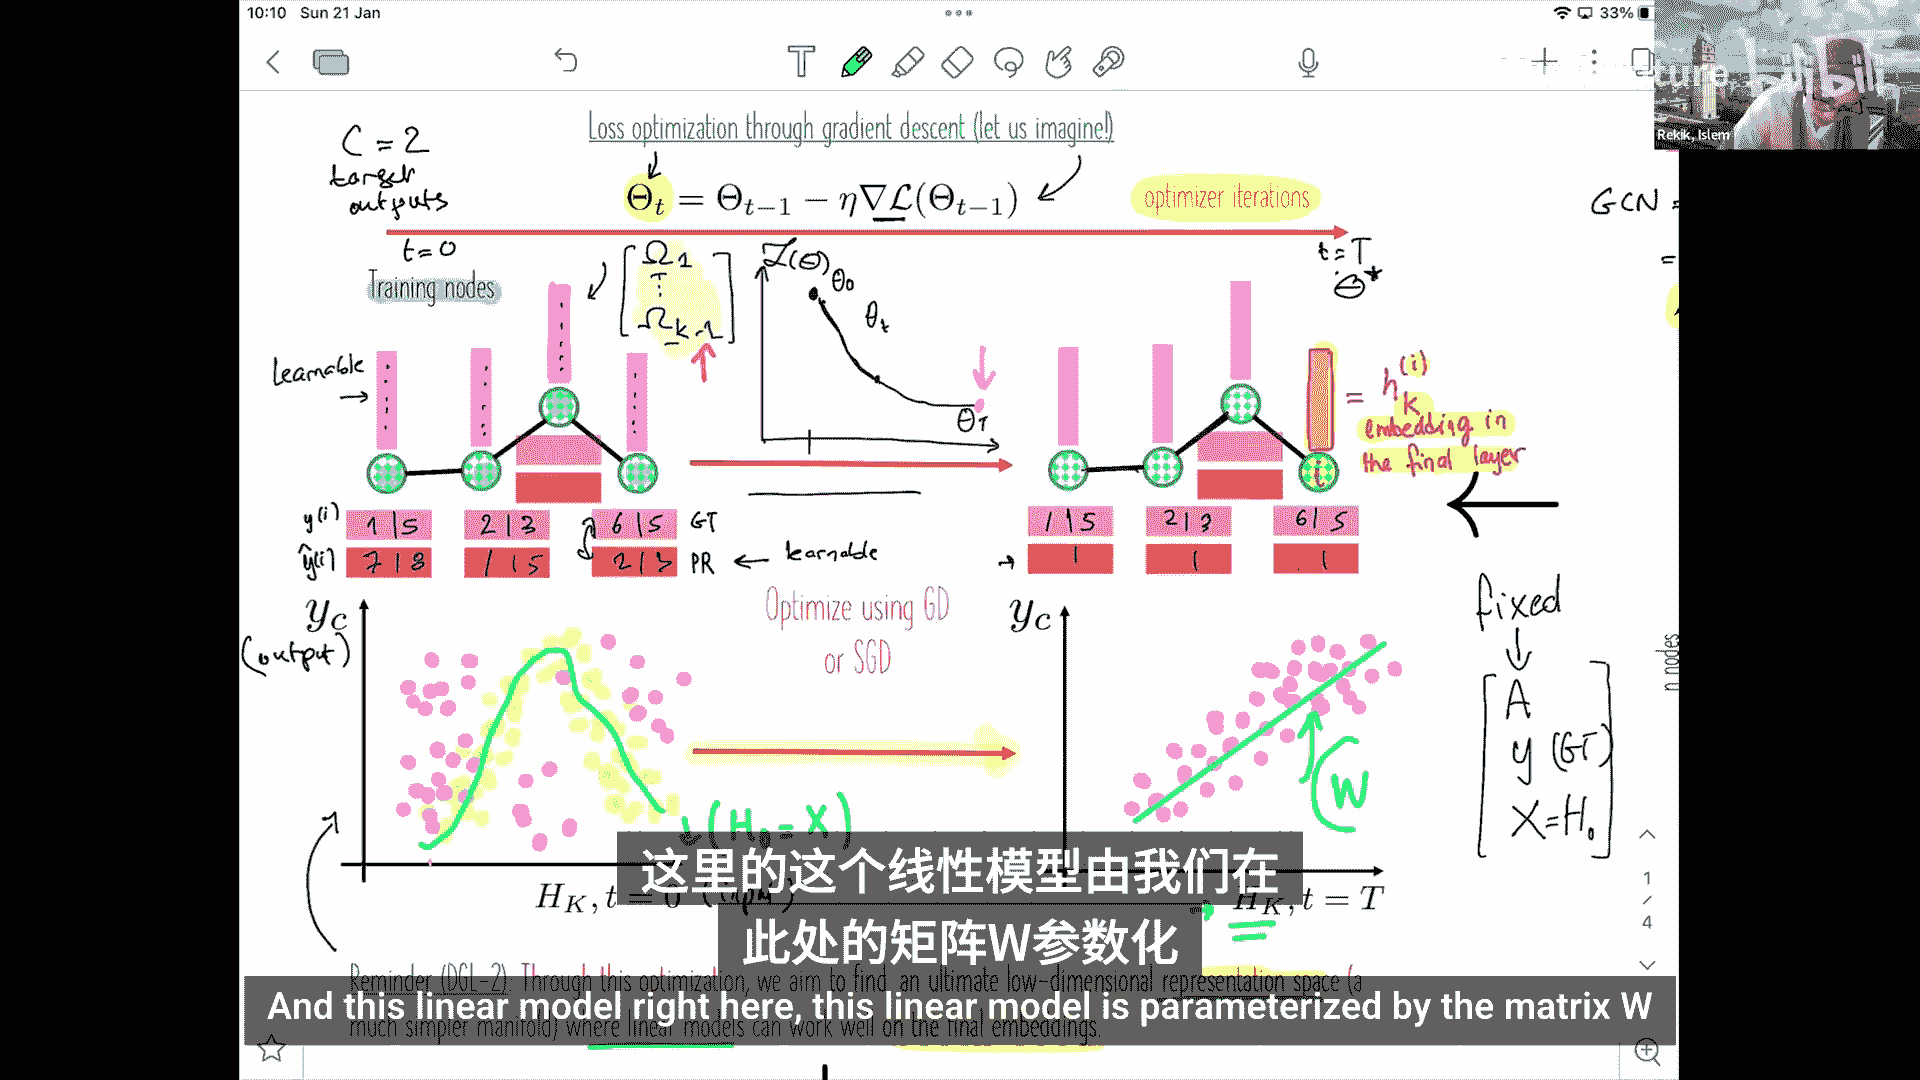 10:10 Sun 21 Jan
33%
Rekik, Islem
Loss optimization through gradient descent (let us imagine!)
C = 2
target
outputs
Θt = Θt−1 − η∇ℒ(Θt−1)
optimizer iterations
GCN =
=
t=0
t=T
Θ*
Training nodes
Ω1
Ωk-1
ℒ(Θ)
θ0
θt
θT
Learnable
= hk(i)
embedding in
the final layer
i
y(i) 1|5 2|3 6|5 GT
ŷ(i) 7|8 1|5 2|3 PR ← learnable
1|5 2|3 6|5
yc
(output)
Optimize using GD
or SGD
yc
fixed
A
y (GT)
X=H0
n nodes
(H0 = X)
W
HK, t = 0
HK, t = T
1
4
这里的这个线性模型由我们在
此处的矩阵W参数化
Reminder (DGL-2): Through this optimization, we aim to find an ultimate low-dimensional representation space (a
much simpler manifold) where linear models can work well on the final embeddings.
And this linear model right here, this linear model is parameterized by the matrix W